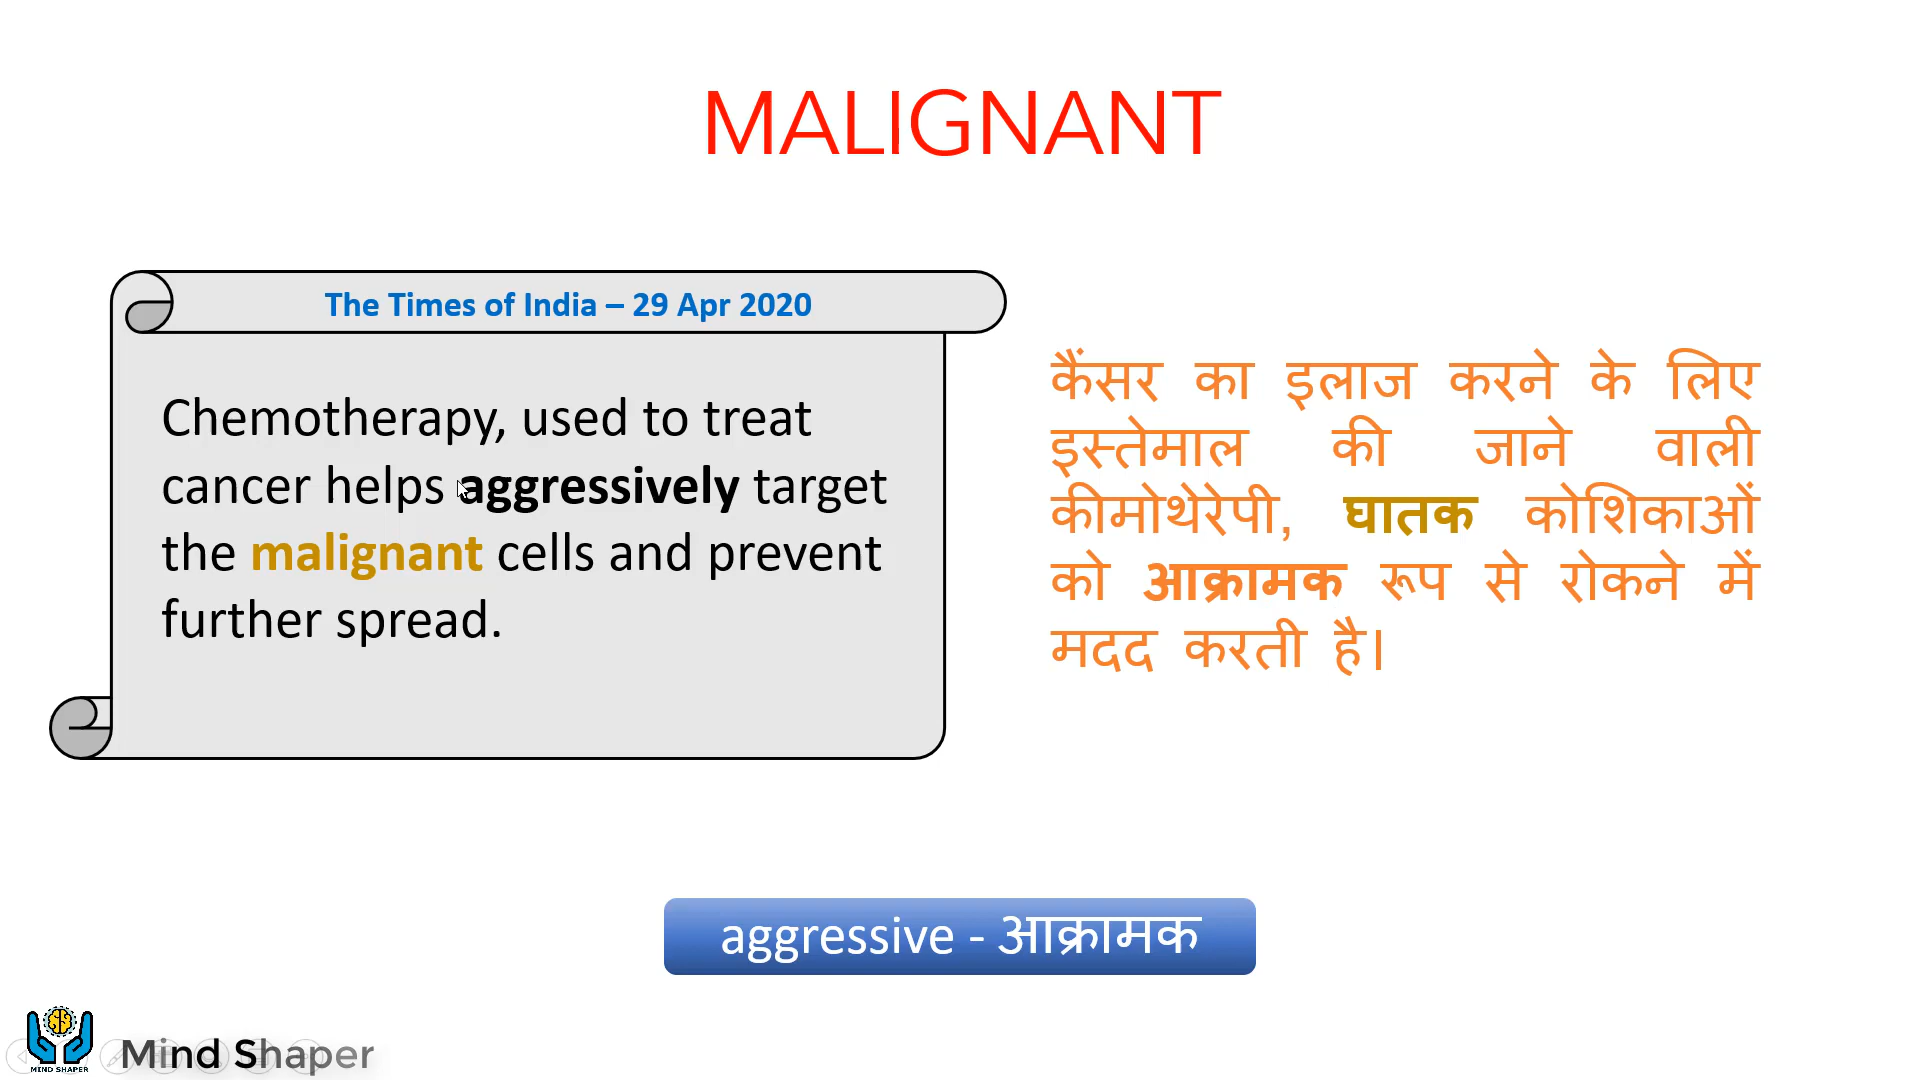 MALIGNANT
The Times of India – 29 Apr 2020
Chemotherapy, used to treat
cancer helps aggressively target
the malignant cells and prevent
further spread.
कैंसर का इलाज करने के लिए
इस्तेमाल की जाने वाली
कीमोथेरेपी, घातक कोशिकाओं
को आक्रामक रूप से रोकने में
मदद करती है।
aggressive - आक्रामक
MIND SHAPER
Mind Shaper